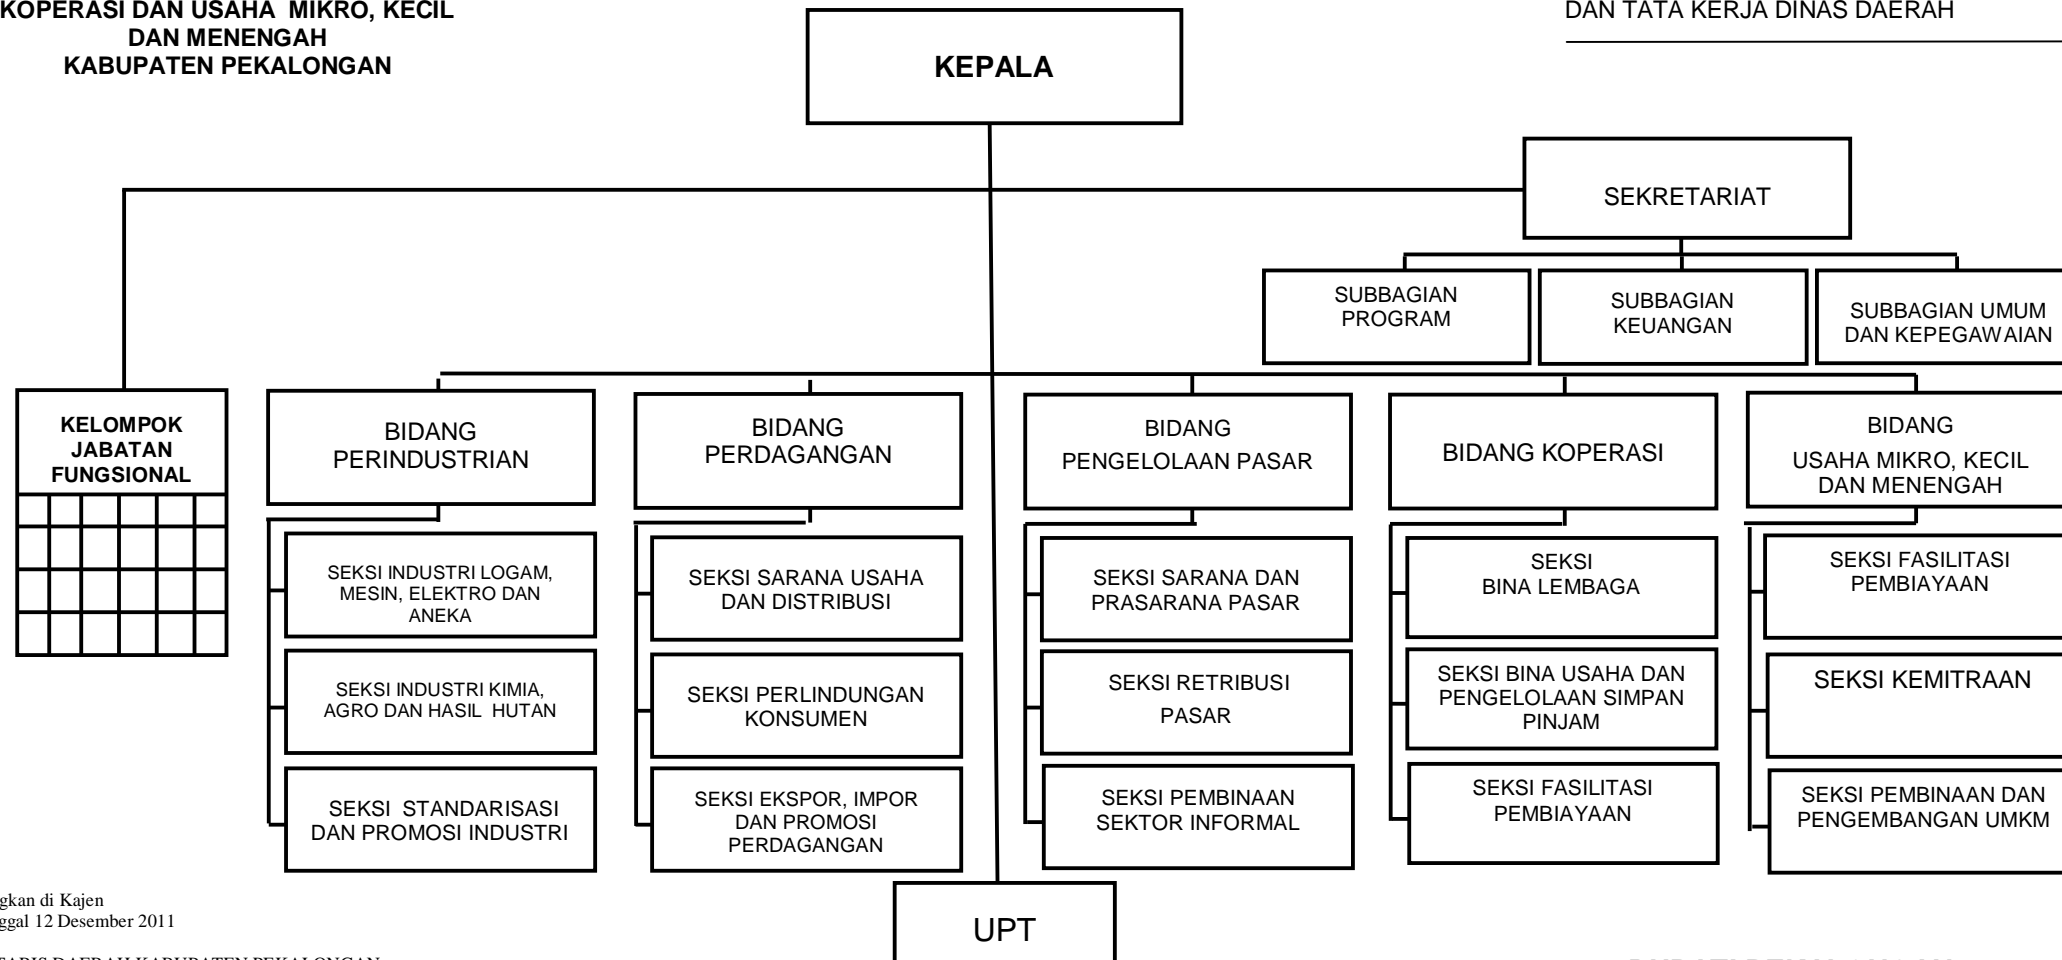 KOPERASI DAN USAHA MIKRO, KECIL
DAN MENENGAH
KABUPATEN PEKALONGAN
DAN TATA KERJA DINAS DAERAH
KEPALA
SEKRETARIAT
SUBBAGIAN
PROGRAM
SUBBAGIAN
KEUANGAN
SUBBAGIAN UMUM
DAN KEPEGAWAIAN
KELOMPOK
JABATAN
FUNGSIONAL
BIDANG
PERINDUSTRIAN
BIDANG
PERDAGANGAN
BIDANG
PENGELOLAAN PASAR
BIDANG KOPERASI
BIDANG
USAHA MIKRO, KECIL
DAN MENENGAH
SEKSI INDUSTRI LOGAM,
MESIN, ELEKTRO DAN
ANEKA
SEKSI SARANA USAHA
DAN DISTRIBUSI
SEKSI SARANA DAN
PRASARANA PASAR
SEKSI
BINA LEMBAGA
SEKSI FASILITASI
PEMBIAYAAN
SEKSI INDUSTRI KIMIA,
AGRO DAN HASIL HUTAN
SEKSI PERLINDUNGAN
KONSUMEN
SEKSI RETRIBUSI
PASAR
SEKSI BINA USAHA DAN
PENGELOLAAN SIMPAN
PINJAM
SEKSI KEMITRAAN
SEKSI STANDARISASI
DAN PROMOSI INDUSTRI
SEKSI EKSPOR, IMPOR
DAN PROMOSI
PERDAGANGAN
SEKSI PEMBINAAN
SEKTOR INFORMAL
SEKSI FASILITASI
PEMBIAYAAN
SEKSI PEMBINAAN DAN
PENGEMBANGAN UMKM
UPT
gkan di Kajen
ggal 12 Desember 2011
DAERAH KABUPATEN PEKALONGAN